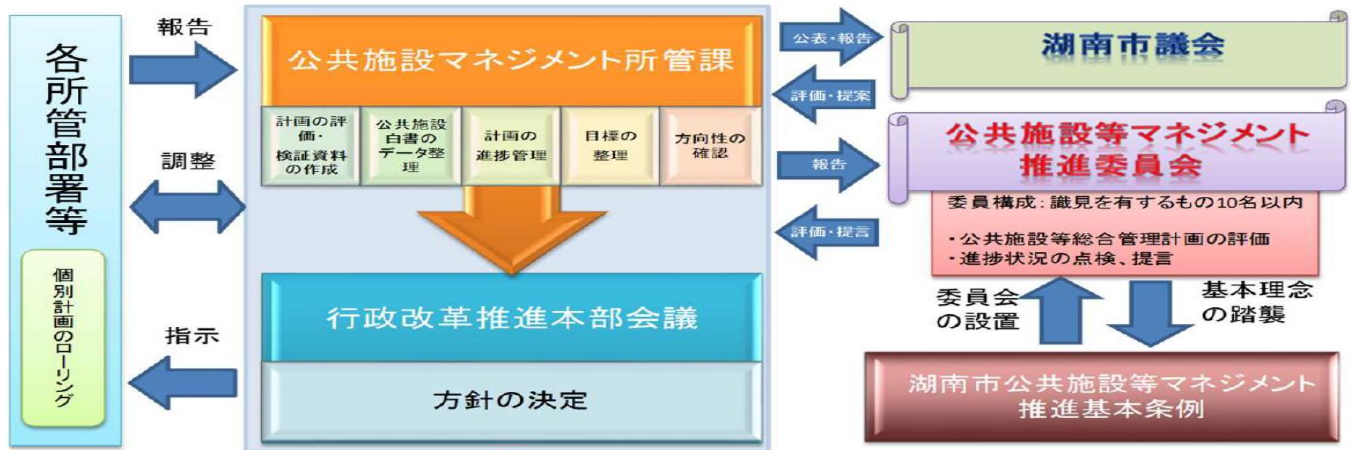 各所管部署等
個別計画のローリング
報告
調整
指示
公共施設マネジメント所管課
計画の評
価・
検証資料
の作成
公共施設
白書の
データ整
理
計画の
進捗管理
目標の
整理
方向性の
確認
行政改革推進本部会議
方針の決定
公表・報告
評価・提案
報告
評価・提言
湖南市議会
公共施設等マネジメント
推進委員会
委員構成：識見を有するもの10名以内
・公共施設等総合管理計画の評価
・進捗状況の点検、提言
委員会
の設置
基本理念
の踏襲
湖南市公共施設等マネジメント
推進基本条例